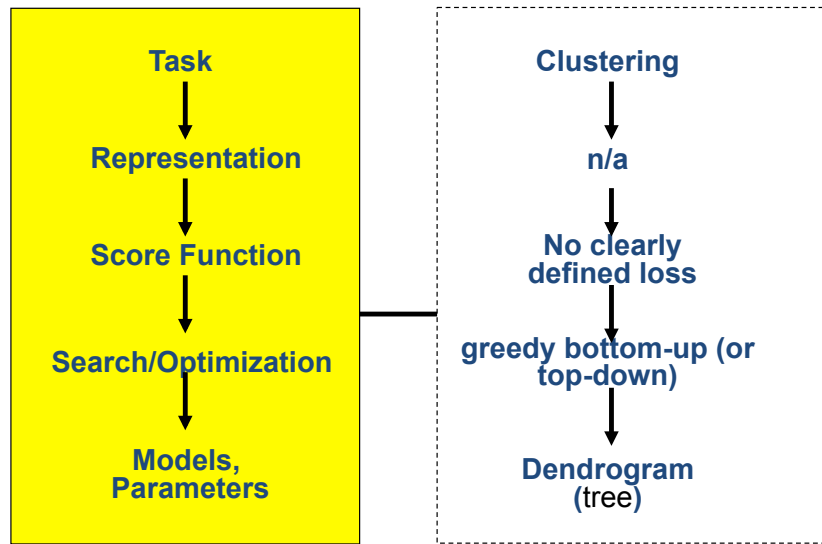 Task
Representation
Score Function
Search/Optimization
Models,
Parameters
Clustering
n/a
No clearly
defined loss
greedy bottom-up (or
top-down)
Dendrogram
(tree)